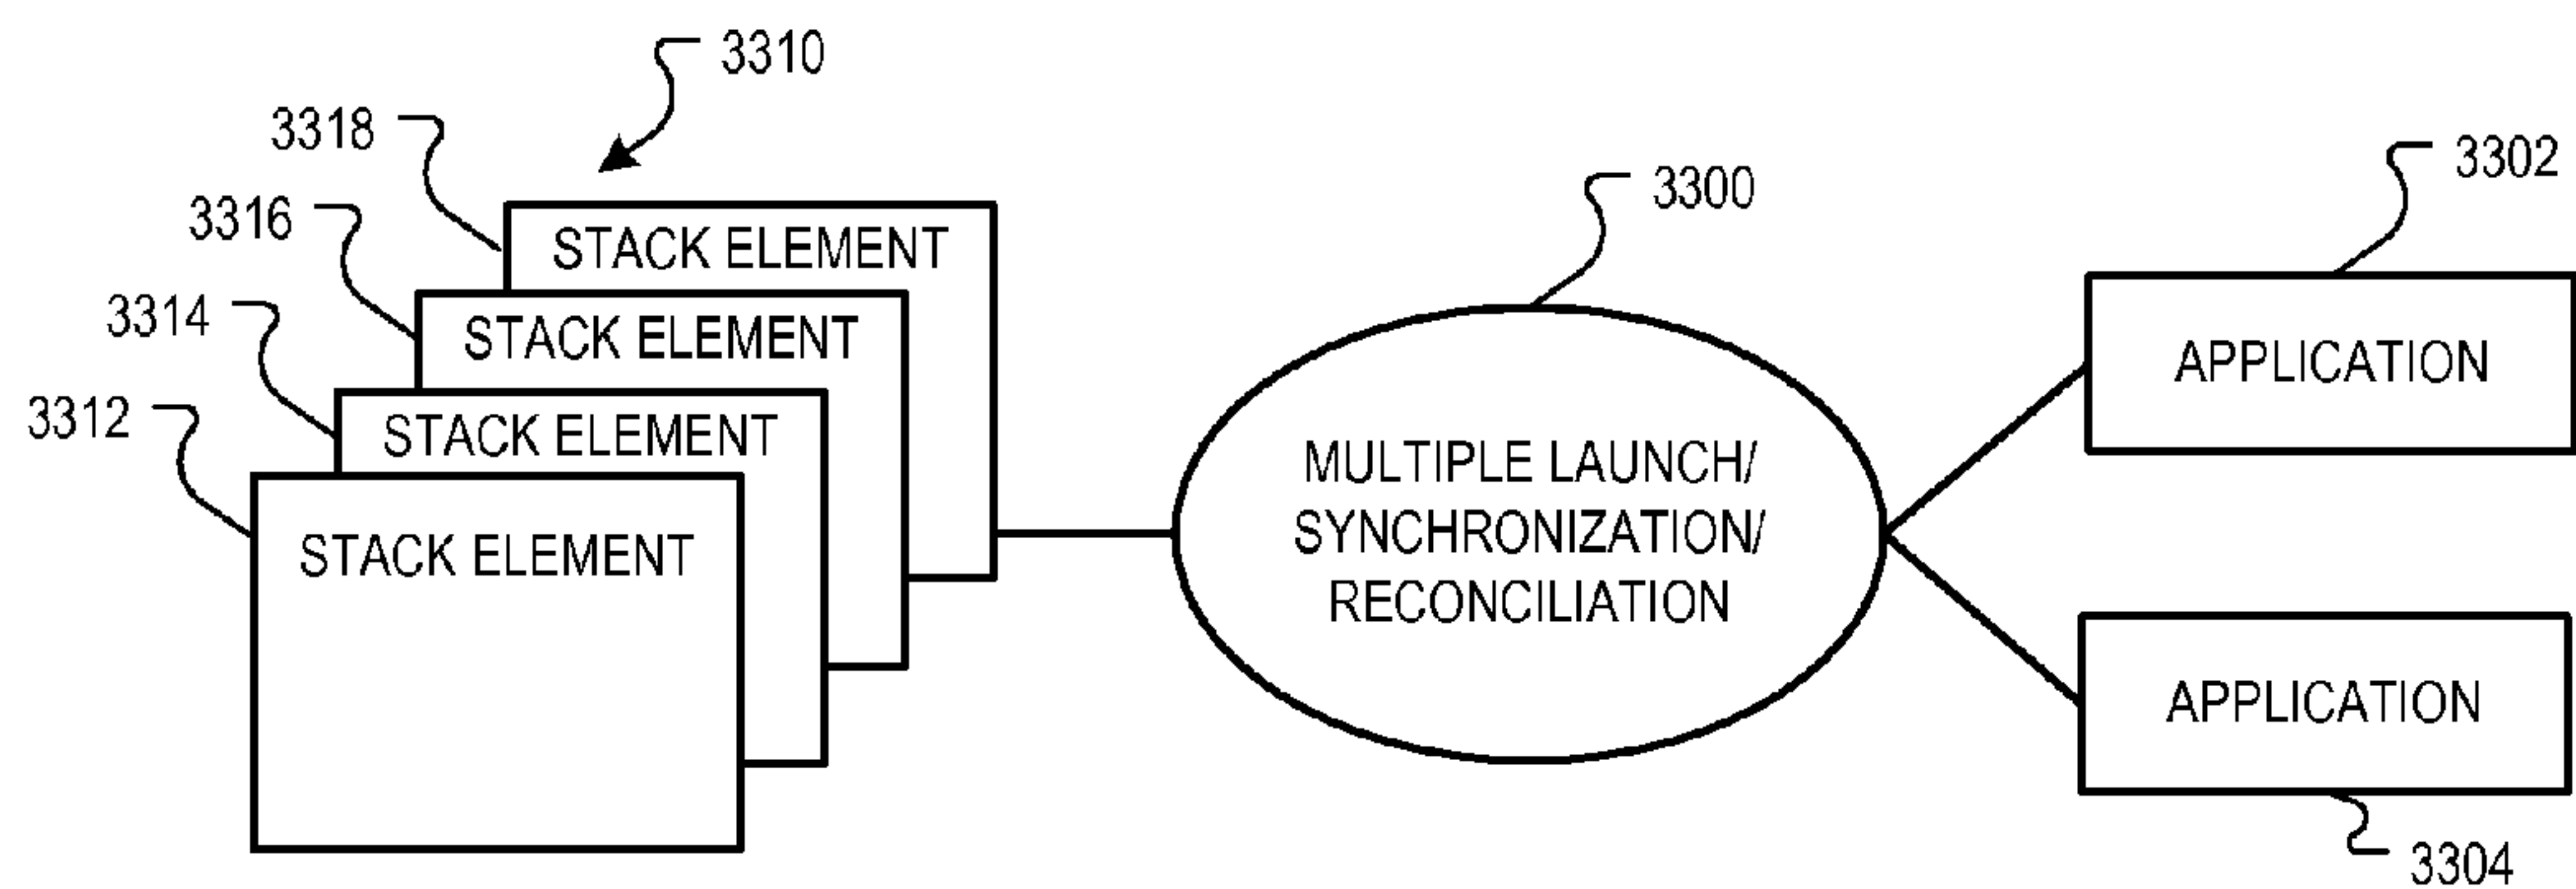 3310
3318
3302
3316
3300
STACK ELEMENT
3314
STACK ELEMENT
APPLICATION
3312
STACK ELEMENT
MULTIPLE LAUNCH/
SYNCHRONIZATION/
RECONCILIATION
STACK ELEMENT
APPLICATION
3304